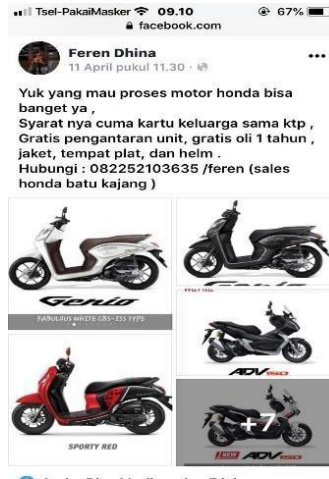 Tsel-PakaiMasker 09.10 67%
facebook.com
Feren Dhina
11 April pukul 11.30 ·
Yuk yang mau proses motor honda bisa
banget ya ,
Syarat nya cuma kartu keluarga sama ktp ,
Gratis pengantaran unit, gratis oli 1 tahun ,
jaket, tempat plat, dan helm .
Hubungi : 082252103635 /feren (sales
honda batu kajang )
Genio
FABULOUS WHITE CBS-ISS TYPE
ADV150
SPORTY RED
+7
NEW ADV150